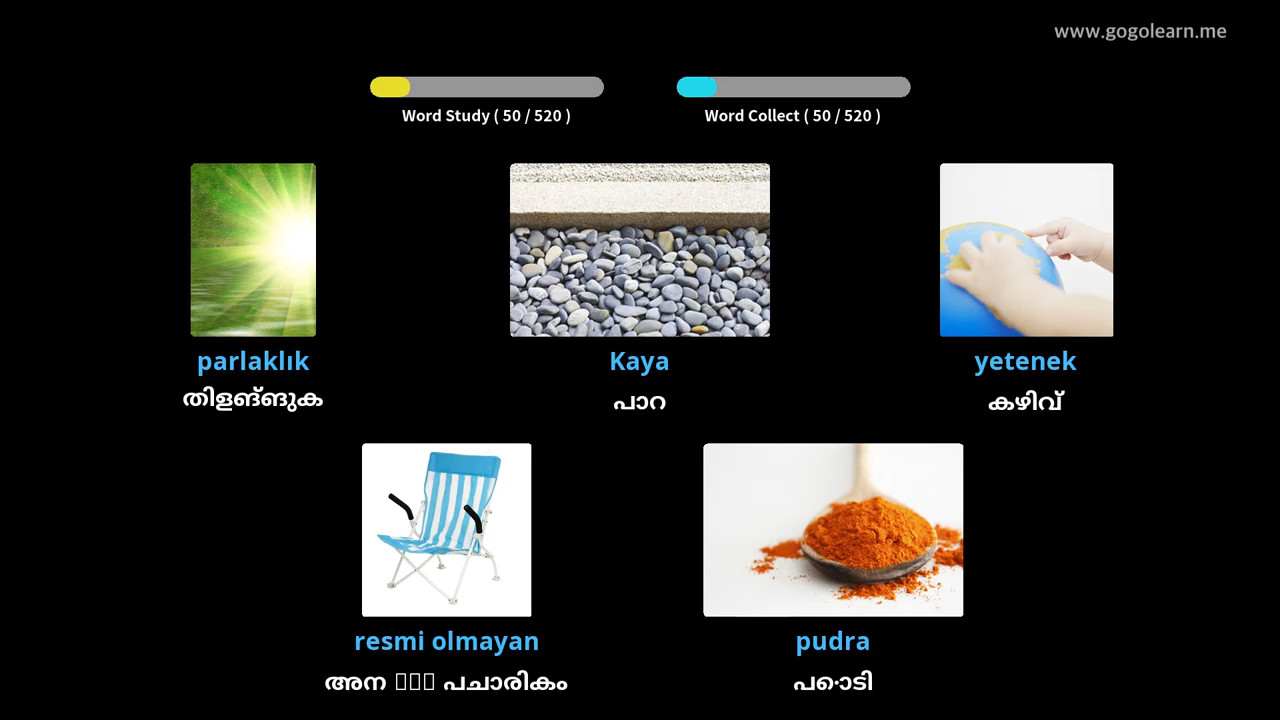 www.gogolearn.me
Word Study ( 50 / 520 )
Word Collect ( 50 / 520 )
parlaklık
Kaya
yetenek
തിളങ്ങുക
പാറ
കഴിവ്
resmi olmayan
pudra
അന പചാരികം
പൊടി